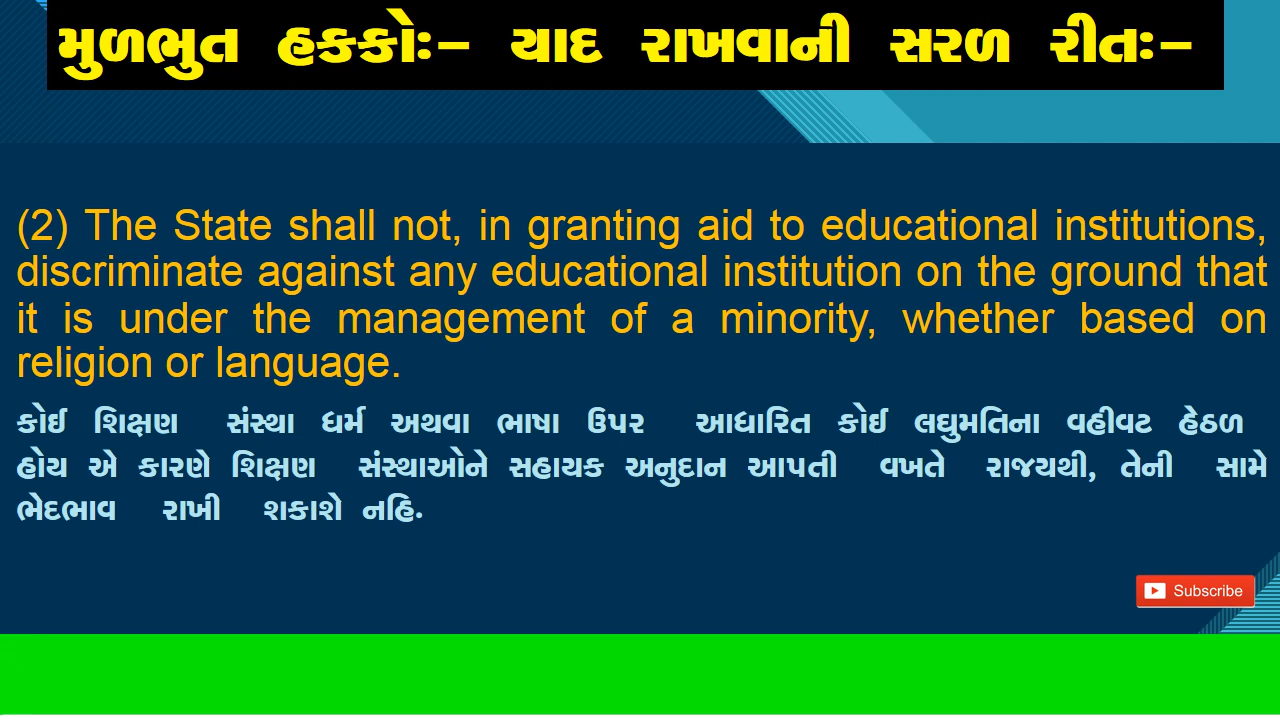 મુળભુત હકકોઃ– યાદ રાખવાની સરળ રીતઃ–
(2) The State shall not, in granting aid to educational institutions,
discriminate against any educational institution on the ground that
it is under the management of a minority, whether based on
religion or language.
કોઈ શિક્ષણ સંસ્થા ધર્મ અથવા ભાષા ઉપર આધારિત કોઈ લઘુમતિના વહીવટ હેઠળ
હોય એ કારણે શિક્ષણ સંસ્થાઓને સહાયક અનુદાન આપતી વખતે રાજયથી, તેની સામે
ભેદભાવ રાખી શકાશે નહિ.
Subscribe